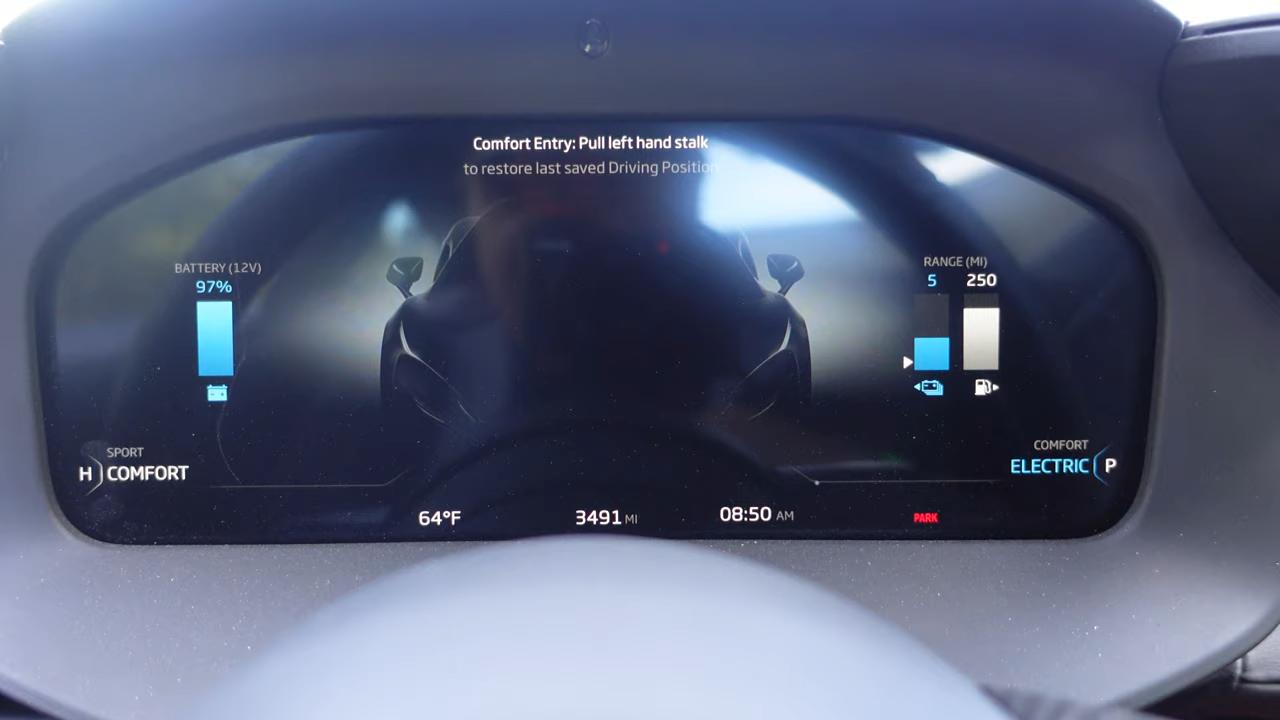 Comfort Entry: Pull left hand stalk
to restore last saved Driving Position
BATTERY (12V)
97%
RANGE (MI)
5 250
SPORT
H COMFORT
COMFORT
ELECTRIC P
64°F
3491 MI
08:50 AM
PARK